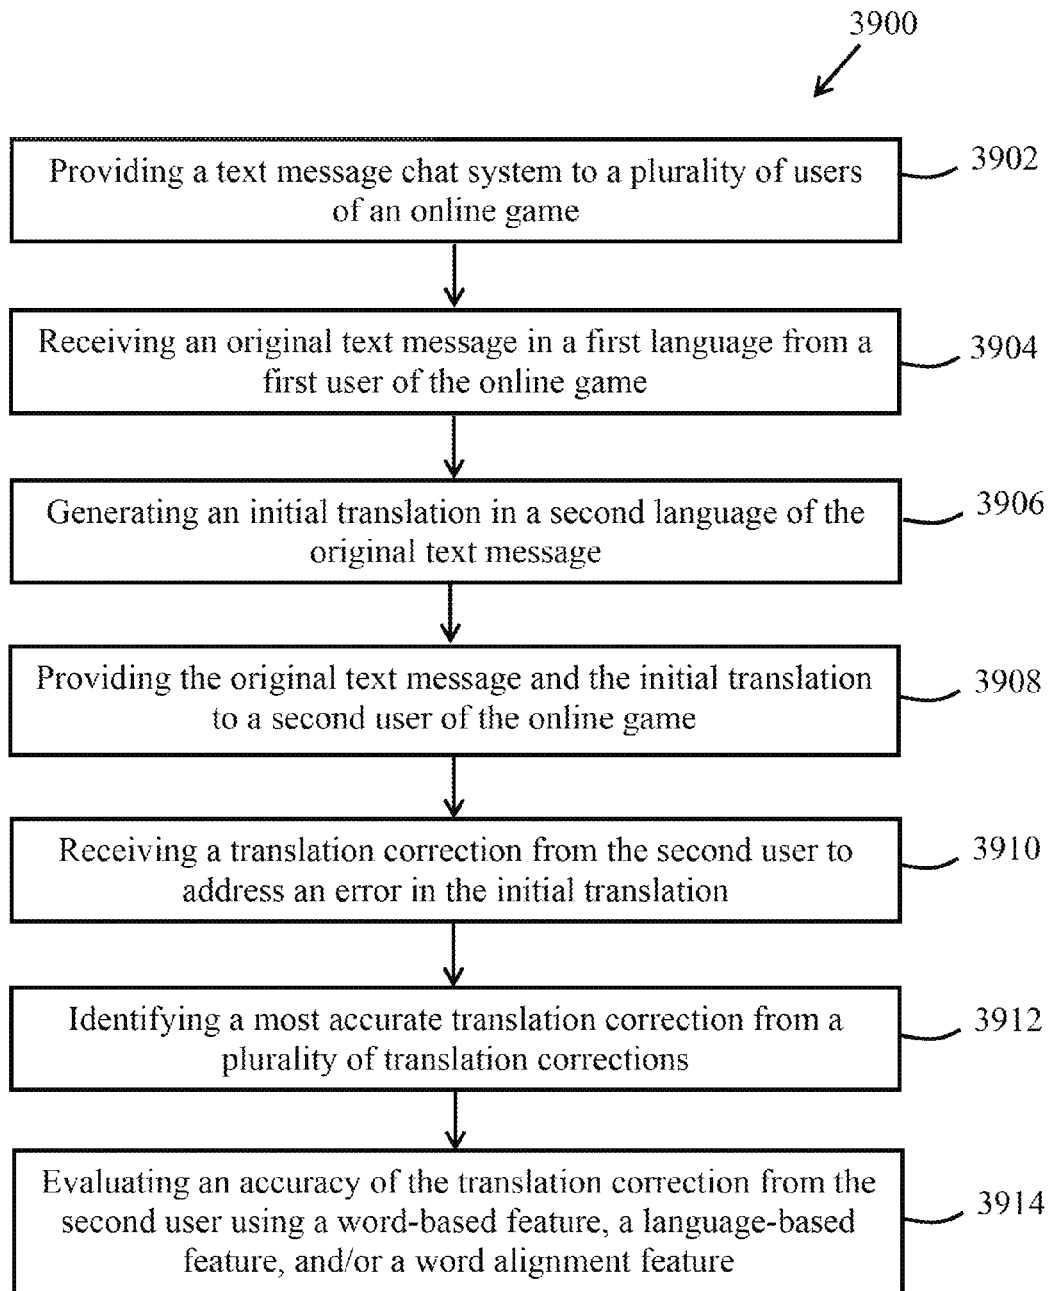 3900
Providing a text message chat system to a plurality of users
of an online game
3902
Receiving an original text message in a first language from a
first user of the online game
3904
Generating an initial translation in a second language of the
original text message
3906
Providing the original text message and the initial translation
to a second user of the online game
3908
Receiving a translation correction from the second user to
address an error in the initial translation
3910
Identifying a most accurate translation correction from a
plurality of translation corrections
3912
Evaluating an accuracy of the translation correction from the
second user using a word-based feature, a language-based
feature, and/or a word alignment feature
3914